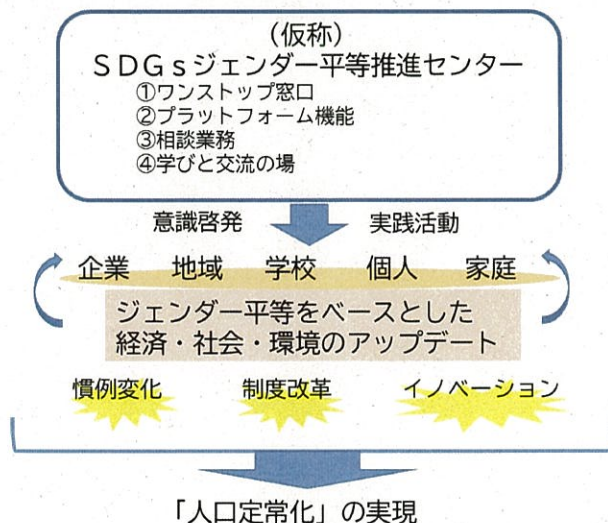 （仮称）
ＳＤＧｓジェンダー平等推進センター
①ワンストップ窓口
②プラットフォーム機能
③相談業務
④学びと交流の場
意識啓発 実践活動
企業 地域 学校 個人 家庭
ジェンダー平等をベースとした
経済・社会・環境のアップデート
慣例変化 制度改革 イノベーション
「人口定常化」の実現